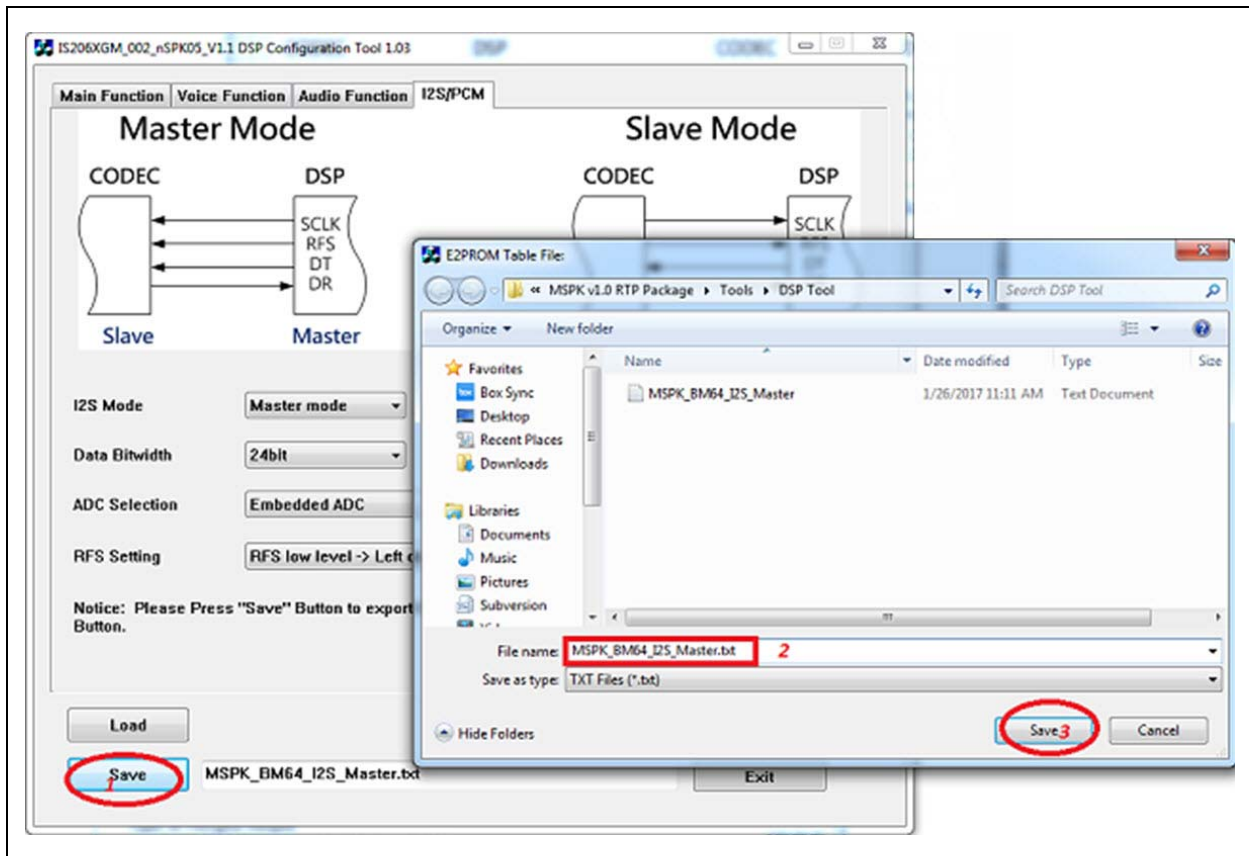 IS206XGM_002_nSPK05_V1.1 DSP Configuration Tool 1.03
Main Function Voice Function Audio Function I2S/PCM
Master Mode
CODEC DSP
SCLK
RFS
DT
DR
Slave Master
Slave Mode
CODEC DSP
SCLK
I2S Mode Master mode
Data Bitwidth 24bit
ADC Selection Embedded ADC
RFS Setting RFS low level -> Left
Notice: Please Press "Save" Button to export
Button.
Load
Save 1 MSPK_BM64_I2S_Master.txt Exit
E2PROM Table File:
« MSPK v1.0 RTP Package Tools DSP Tool Search DSP Tool
Organize New folder
Favorites
Box Sync
Desktop
Recent Places
Downloads
Libraries
Documents
Music
Pictures
Subversion
Name Date modified Type Size
MSPK_BM64_I2S_Master 1/26/2017 11:11 AM Text Document
File name: MSPK_BM64_I2S_Master.txt 2
Save as type: TXT Files (*.txt)
Hide Folders Save 3 Cancel